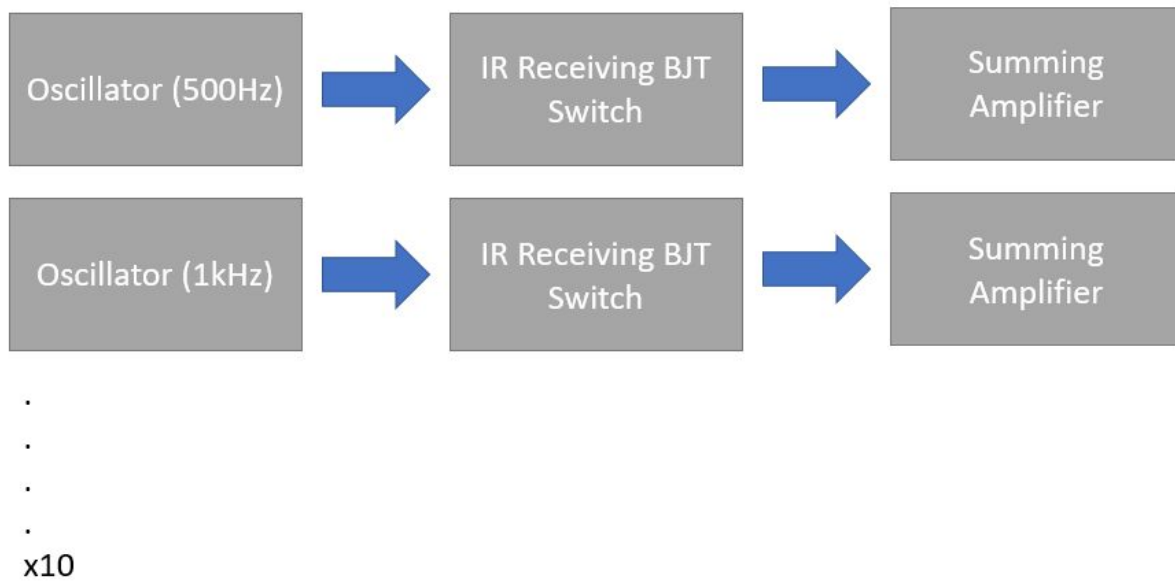 Oscillator (500Hz)
IR Receiving BJT
Switch
Summing
Amplifier
Oscillator (1kHz)
IR Receiving BJT
Switch
Summing
Amplifier
.
.
.
.
x10